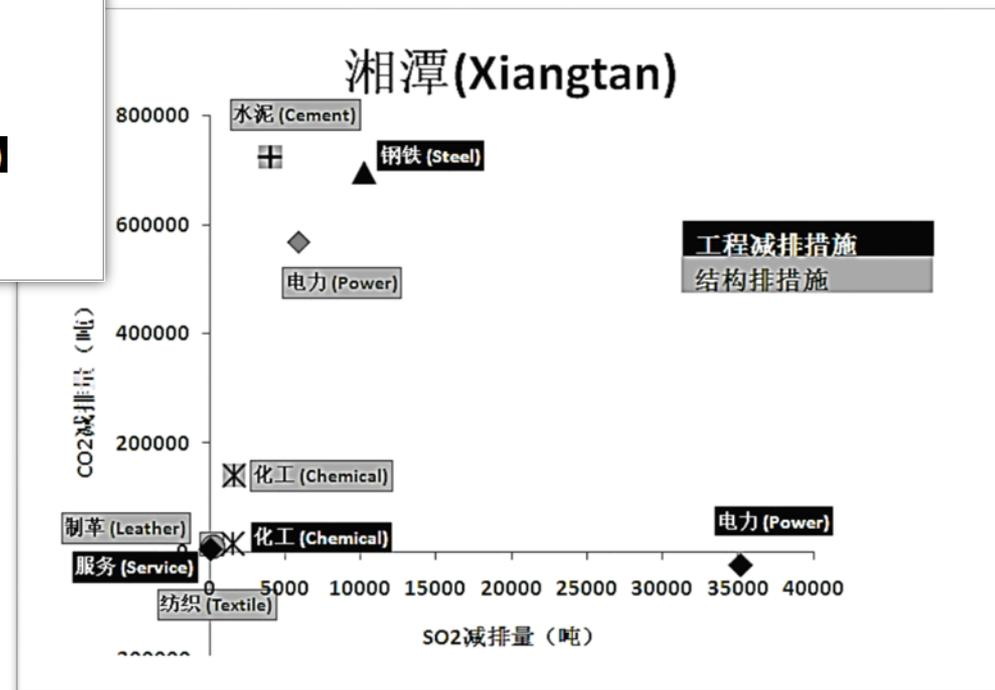 湘潭(Xiangtan)
800000
水泥 (Cement)
钢铁 (Steel)
600000
工程减排措施
结构排措施
电力 (Power)
CO2减排量（吨）
400000
200000
化工 (Chemical)
电力 (Power)
制革 (Leather)
化工 (Chemical)
0
服务 (Service)
0 5000 10000 15000 20000 25000 30000 35000 40000
纺织 (Textile)
SO2减排量（吨）